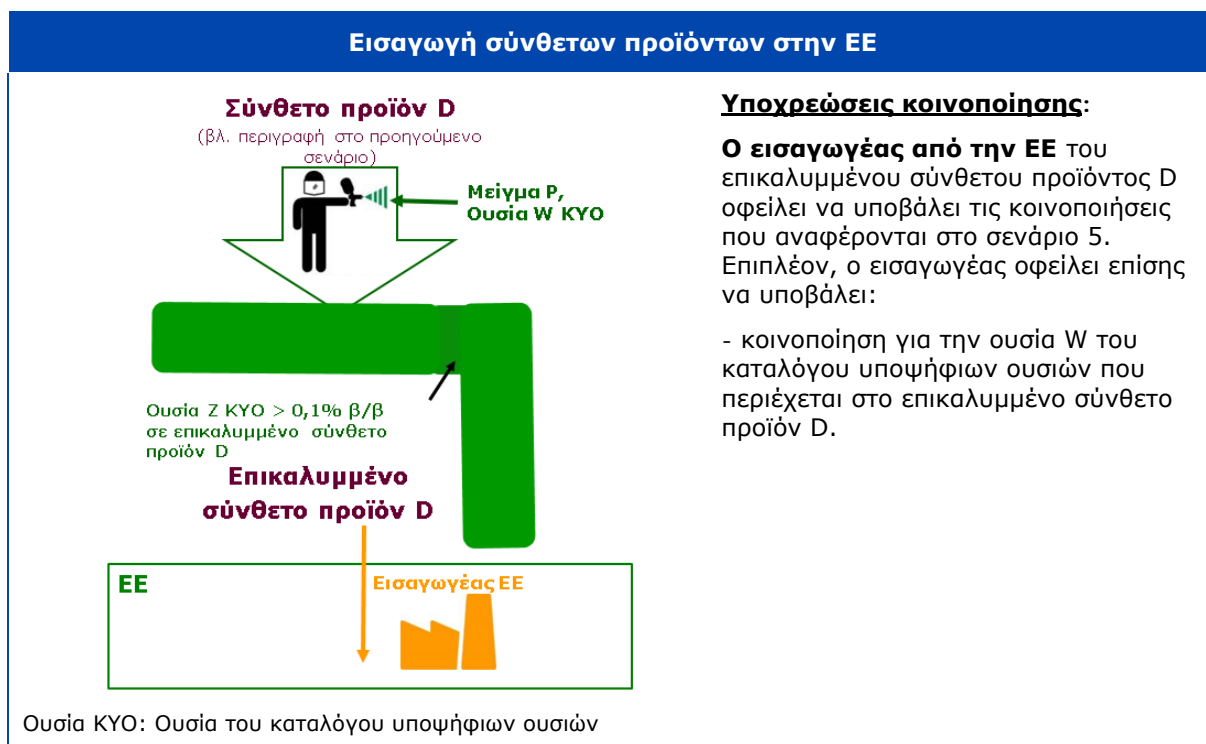 Εισαγωγή σύνθετων προϊόντων στην ΕΕ
Σύνθετο προϊόν D
(βλ. περιγραφή στο προηγούμενο
σενάριο)
Μείγμα P,
Ουσία W ΚΥΟ
Ουσία Z ΚΥΟ > 0,1% β/β
σε επικαλυμμένο σύνθετο
προϊόν D
Επικαλυμμένο
σύνθετο προϊόν D
ΕΕ
Εισαγωγέας ΕΕ
Ουσία ΚΥΟ: Ουσία του καταλόγου υποψήφιων ουσιών
Υποχρεώσεις κοινοποίησης:
Ο εισαγωγέας από την ΕΕ του
επικαλυμμένου σύνθετου προϊόντος D
οφείλει να υποβάλει τις κοινοποιήσεις
που αναφέρονται στο σενάριο 5.
Επιπλέον, ο εισαγωγέας οφείλει επίσης
να υποβάλει:
- κοινοποίηση για την ουσία W του
καταλόγου υποψήφιων ουσιών που
περιέχεται στο επικαλυμμένο σύνθετο
προϊόν D.